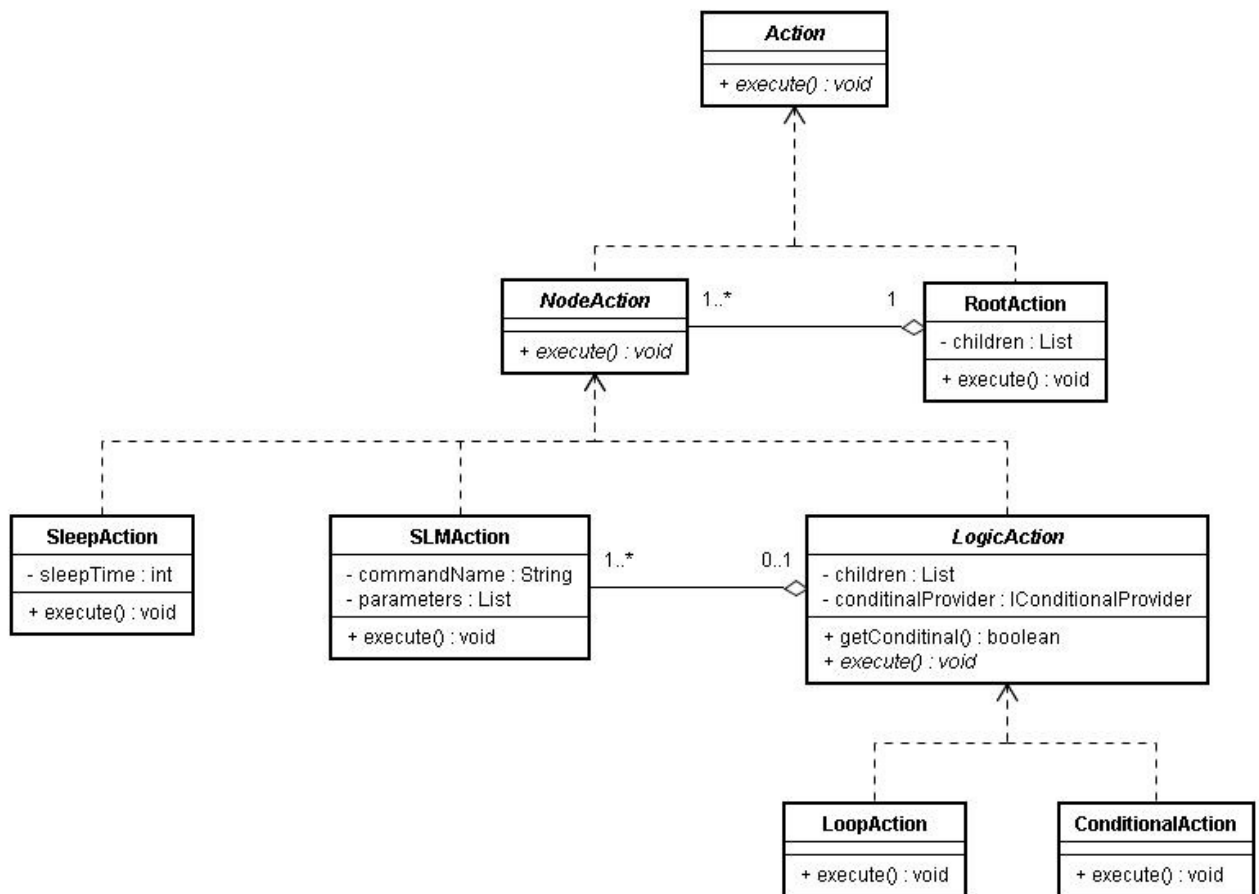 Action
+ execute() : void
NodeAction
+ execute() : void
1..*
1
RootAction
- children : List
+ execute() : void
SleepAction
- sleepTime : int
+ execute() : void
SLMAction
- commandName : String
- parameters : List
+ execute() : void
1..*
0..1
LogicAction
- children : List
- conditinalProvider : IConditionalProvider
+ getConditinal() : boolean
+ execute() : void
LoopAction
+ execute() : void
ConditionalAction
+ execute() : void